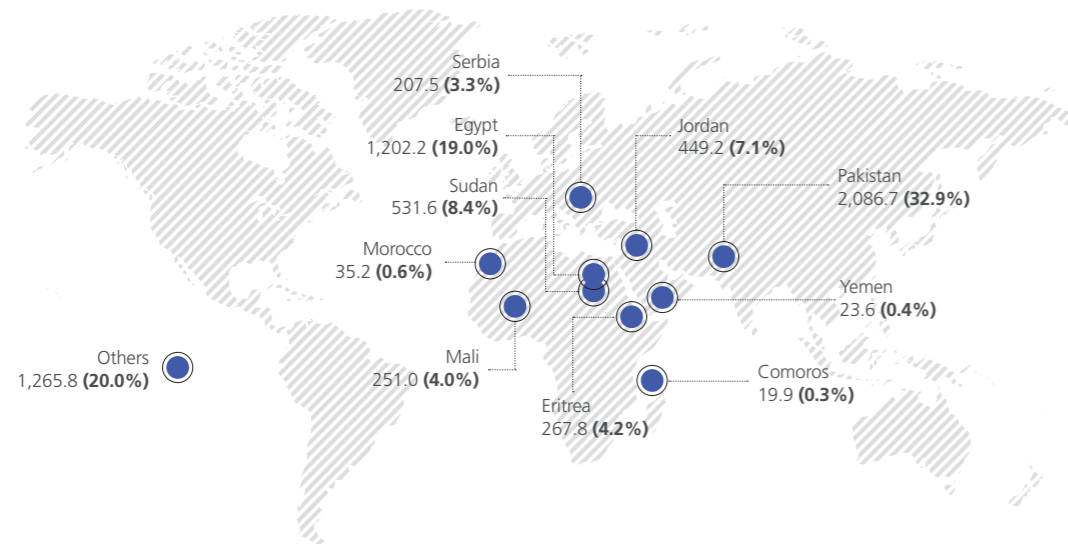 Serbia
207.5 (3.3%)
Egypt
1,202.2 (19.0%)
Jordan
449.2 (7.1%)
Sudan
531.6 (8.4%)
Pakistan
2,086.7 (32.9%)
Morocco
35.2 (0.6%)
Yemen
23.6 (0.4%)
Others
1,265.8 (20.0%)
Mali
251.0 (4.0%)
Comoros
19.9 (0.3%)
Eritrea
267.8 (4.2%)